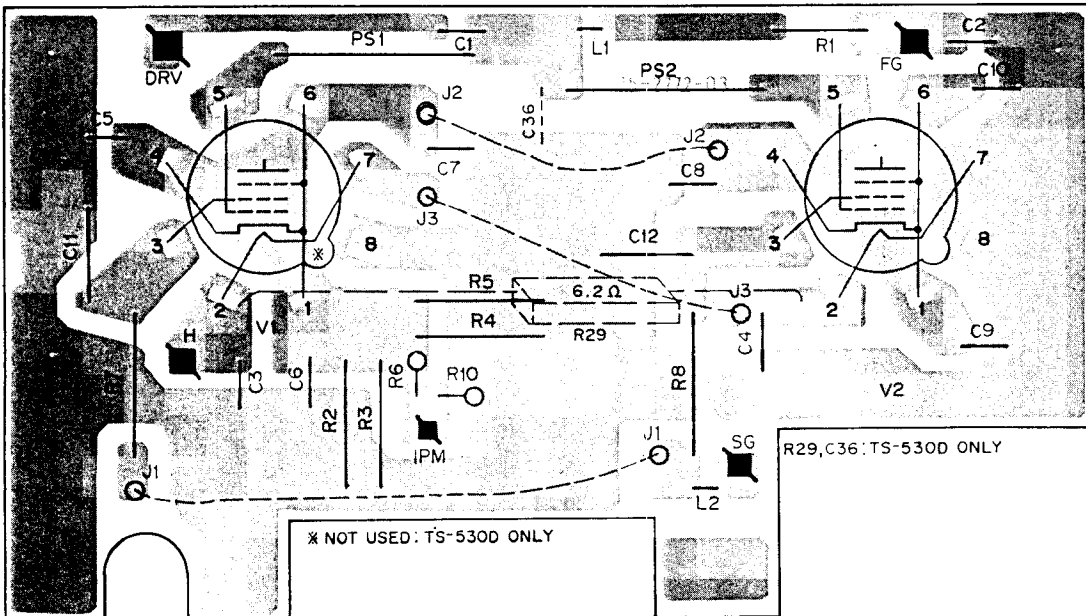 PS1
C1
L1
R1
C2
DRV
FG
PS2
C10
5
6
J2
C36
5
6
C5
J2
4
7
C7
C8
4
7
J3
3
8
3
8
※
C12
C11
R5
6.2Ω
J3
2
1
2
1
V1
R4
R29
C4
C9
H
C3
C6
R2
R3
R6
R10
R8
V2
IPM
J1
SG
J1
L2
R29,C36:TS-530D ONLY
※ NOT USED: TS-530D ONLY